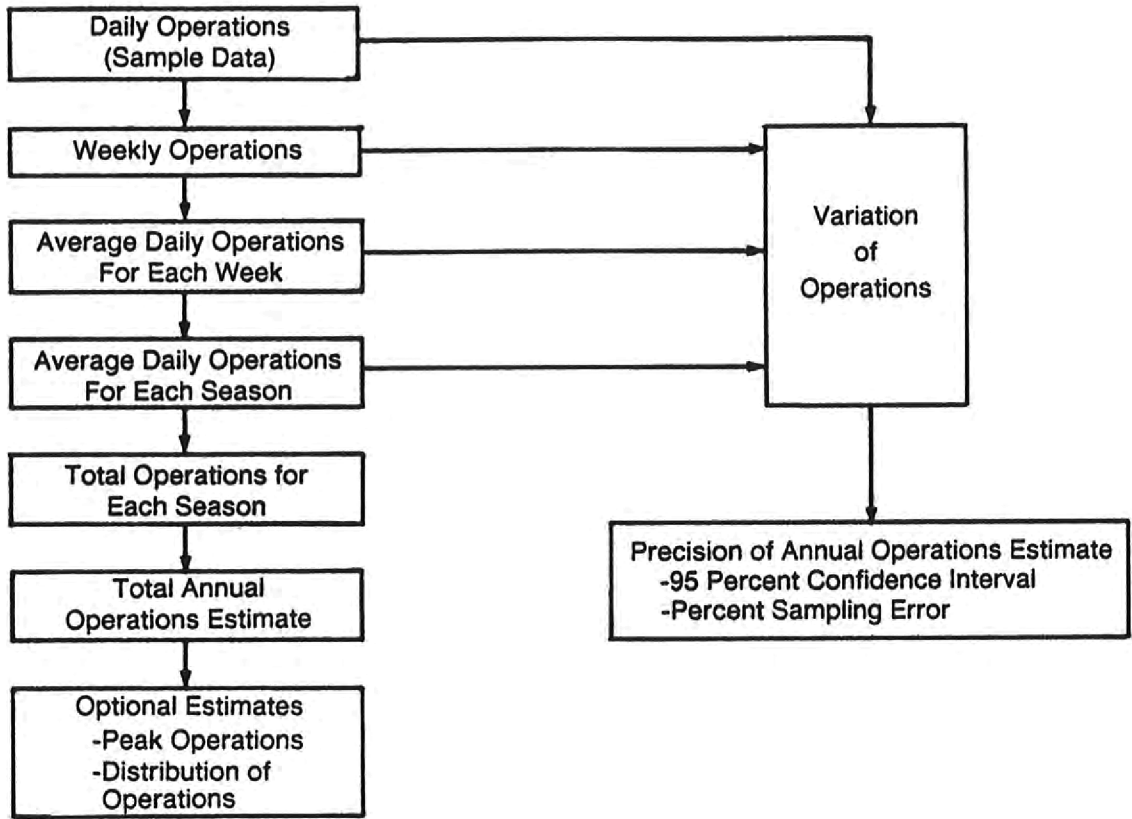 Daily Operations
(Sample Data)
Weekly Operations
Average Daily Operations
For Each Week
Average Daily Operations
For Each Season
Total Operations for
Each Season
Total Annual
Operations Estimate
Optional Estimates
-Peak Operations
-Distribution of
Operations
Variation
of
Operations
Precision of Annual Operations Estimate
-95 Percent Confidence Interval
-Percent Sampling Error